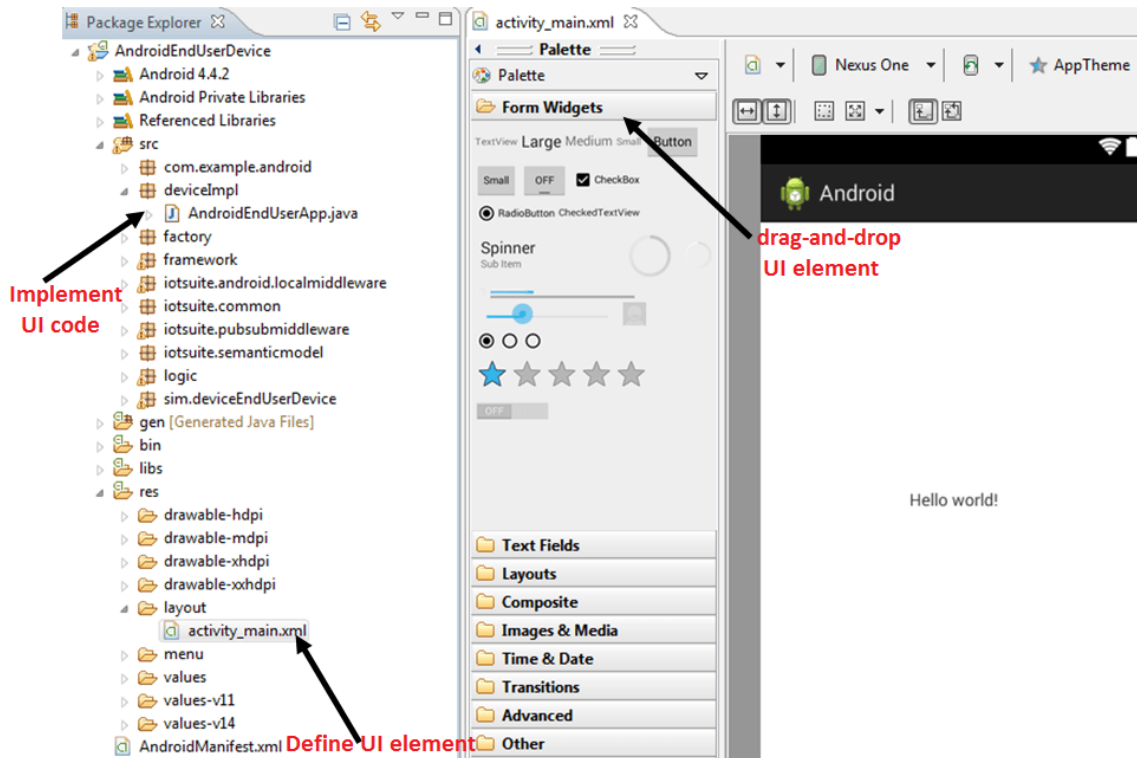 Package Explorer
AndroidEndUserDevice
Android 4.4.2
Android Private Libraries
Referenced Libraries
src
com.example.android
deviceImpl
AndroidEndUserApp.java
factory
framework
iotsuite.android.localmiddleware
iotsuite.common
iotsuite.pubsubmiddleware
iotsuite.semanticmodel
logic
sim.deviceEndUserDevice
gen [Generated Java Files]
bin
libs
res
drawable-hdpi
drawable-mdpi
drawable-xhdpi
drawable-xxhdpi
layout
activity_main.xml
menu
values
values-v11
values-v14
AndroidManifest.xml
Implement
UI code
Define UI element
activity_main.xml
Palette
Palette
Form Widgets
TextView Large Medium Small Button
Small OFF CheckBox
RadioButton CheckedTextView
Spinner
Sub Item
OFF
Text Fields
Layouts
Composite
Images & Media
Time & Date
Transitions
Advanced
Other
drag-and-drop
UI element
Nexus One AppTheme
Android
Hello world!